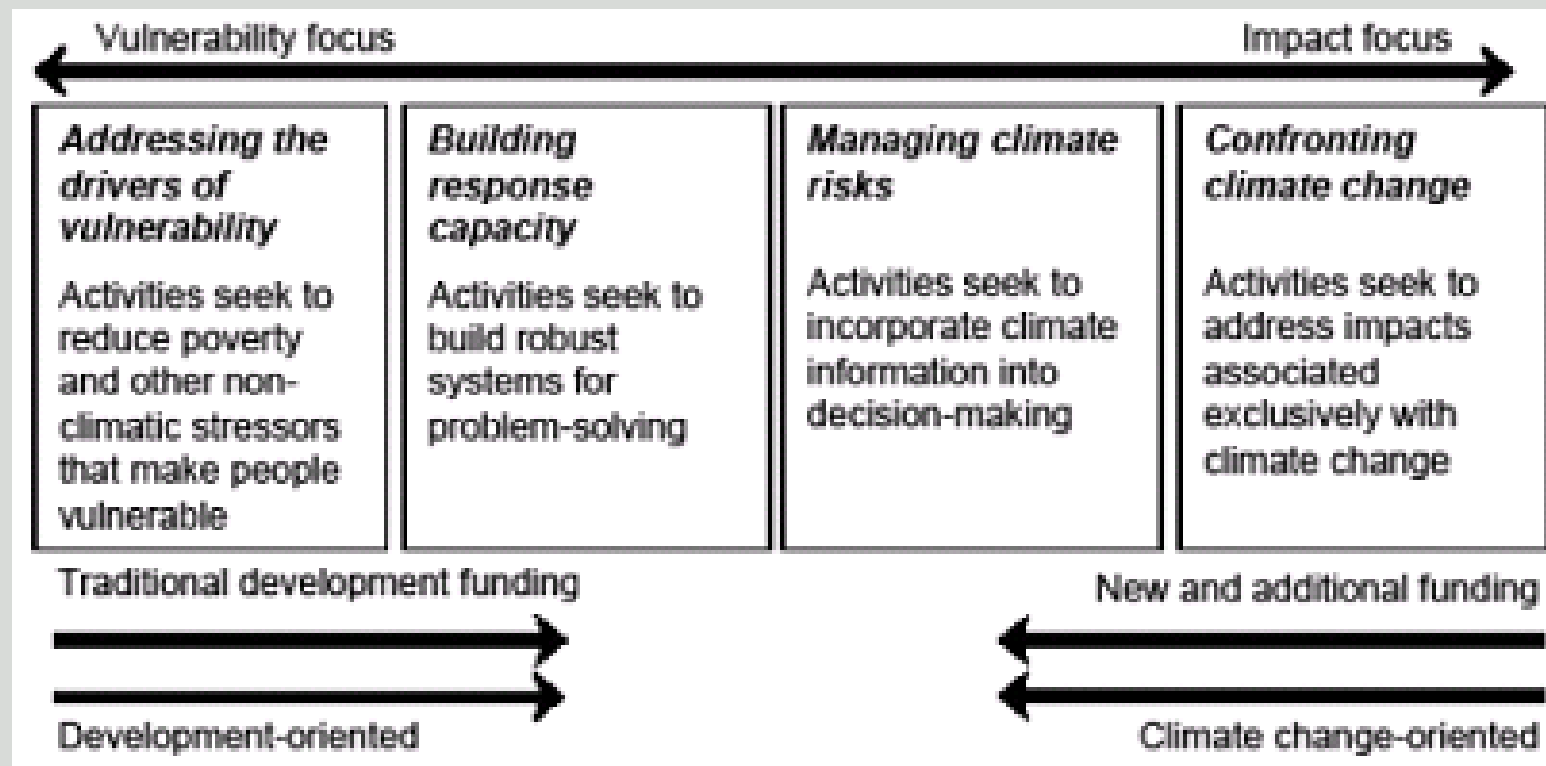 Vulnerability focus
Impact focus
Addressing the
drivers of
vulnerability
Activities seek to
reduce poverty
and other non-
climatic stressors
that make people
vulnerable
Building
response
capacity
Activities seek to
build robust
systems for
problem-solving
Managing climate
risks
Activities seek to
incorporate climate
information into
decision-making
Confronting
climate change
Activities seek to
address impacts
associated
exclusively with
climate change
Traditional development funding
New and additional funding
Development-oriented
Climate change-oriented